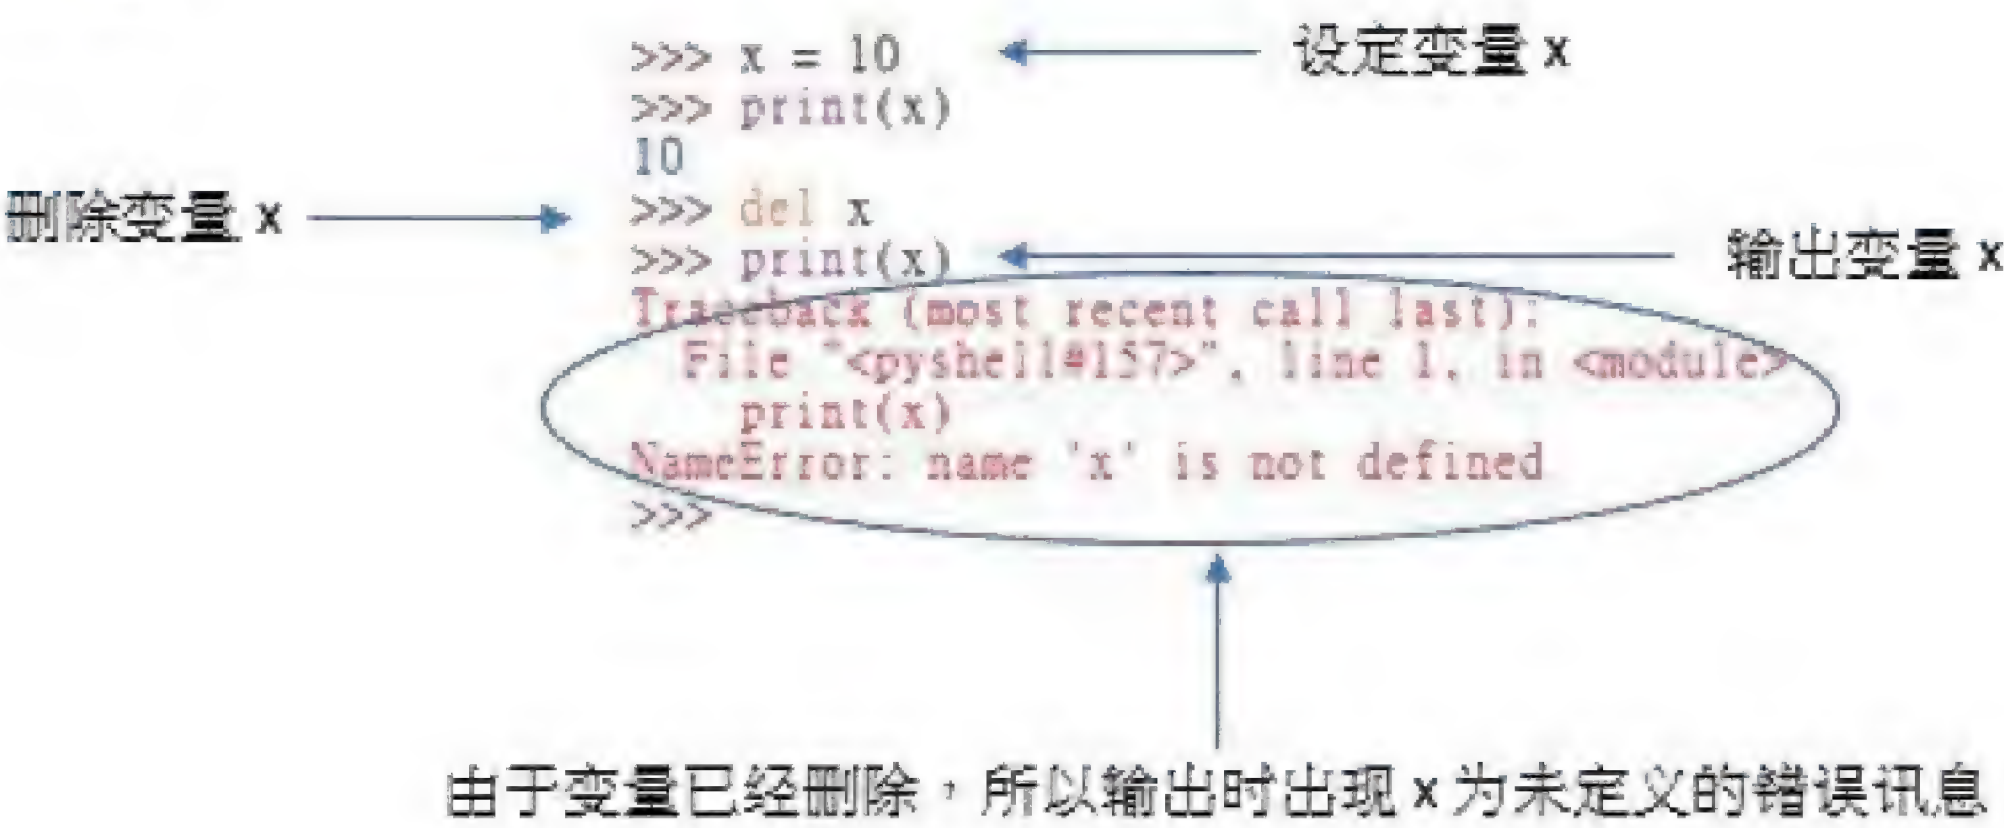 >>> x = 10
设定变量 x
>>> print(x)
10
删除变量 x
>>> del x
>>> print(x)
输出变量 x
Traceback (most recent call last):
File "<pyshell#157>", line 1, in <module>
print(x)
NameError: name 'x' is not defined
>>>
由于变量已经删除，所以输出时出现 x 为未定义的错误讯息